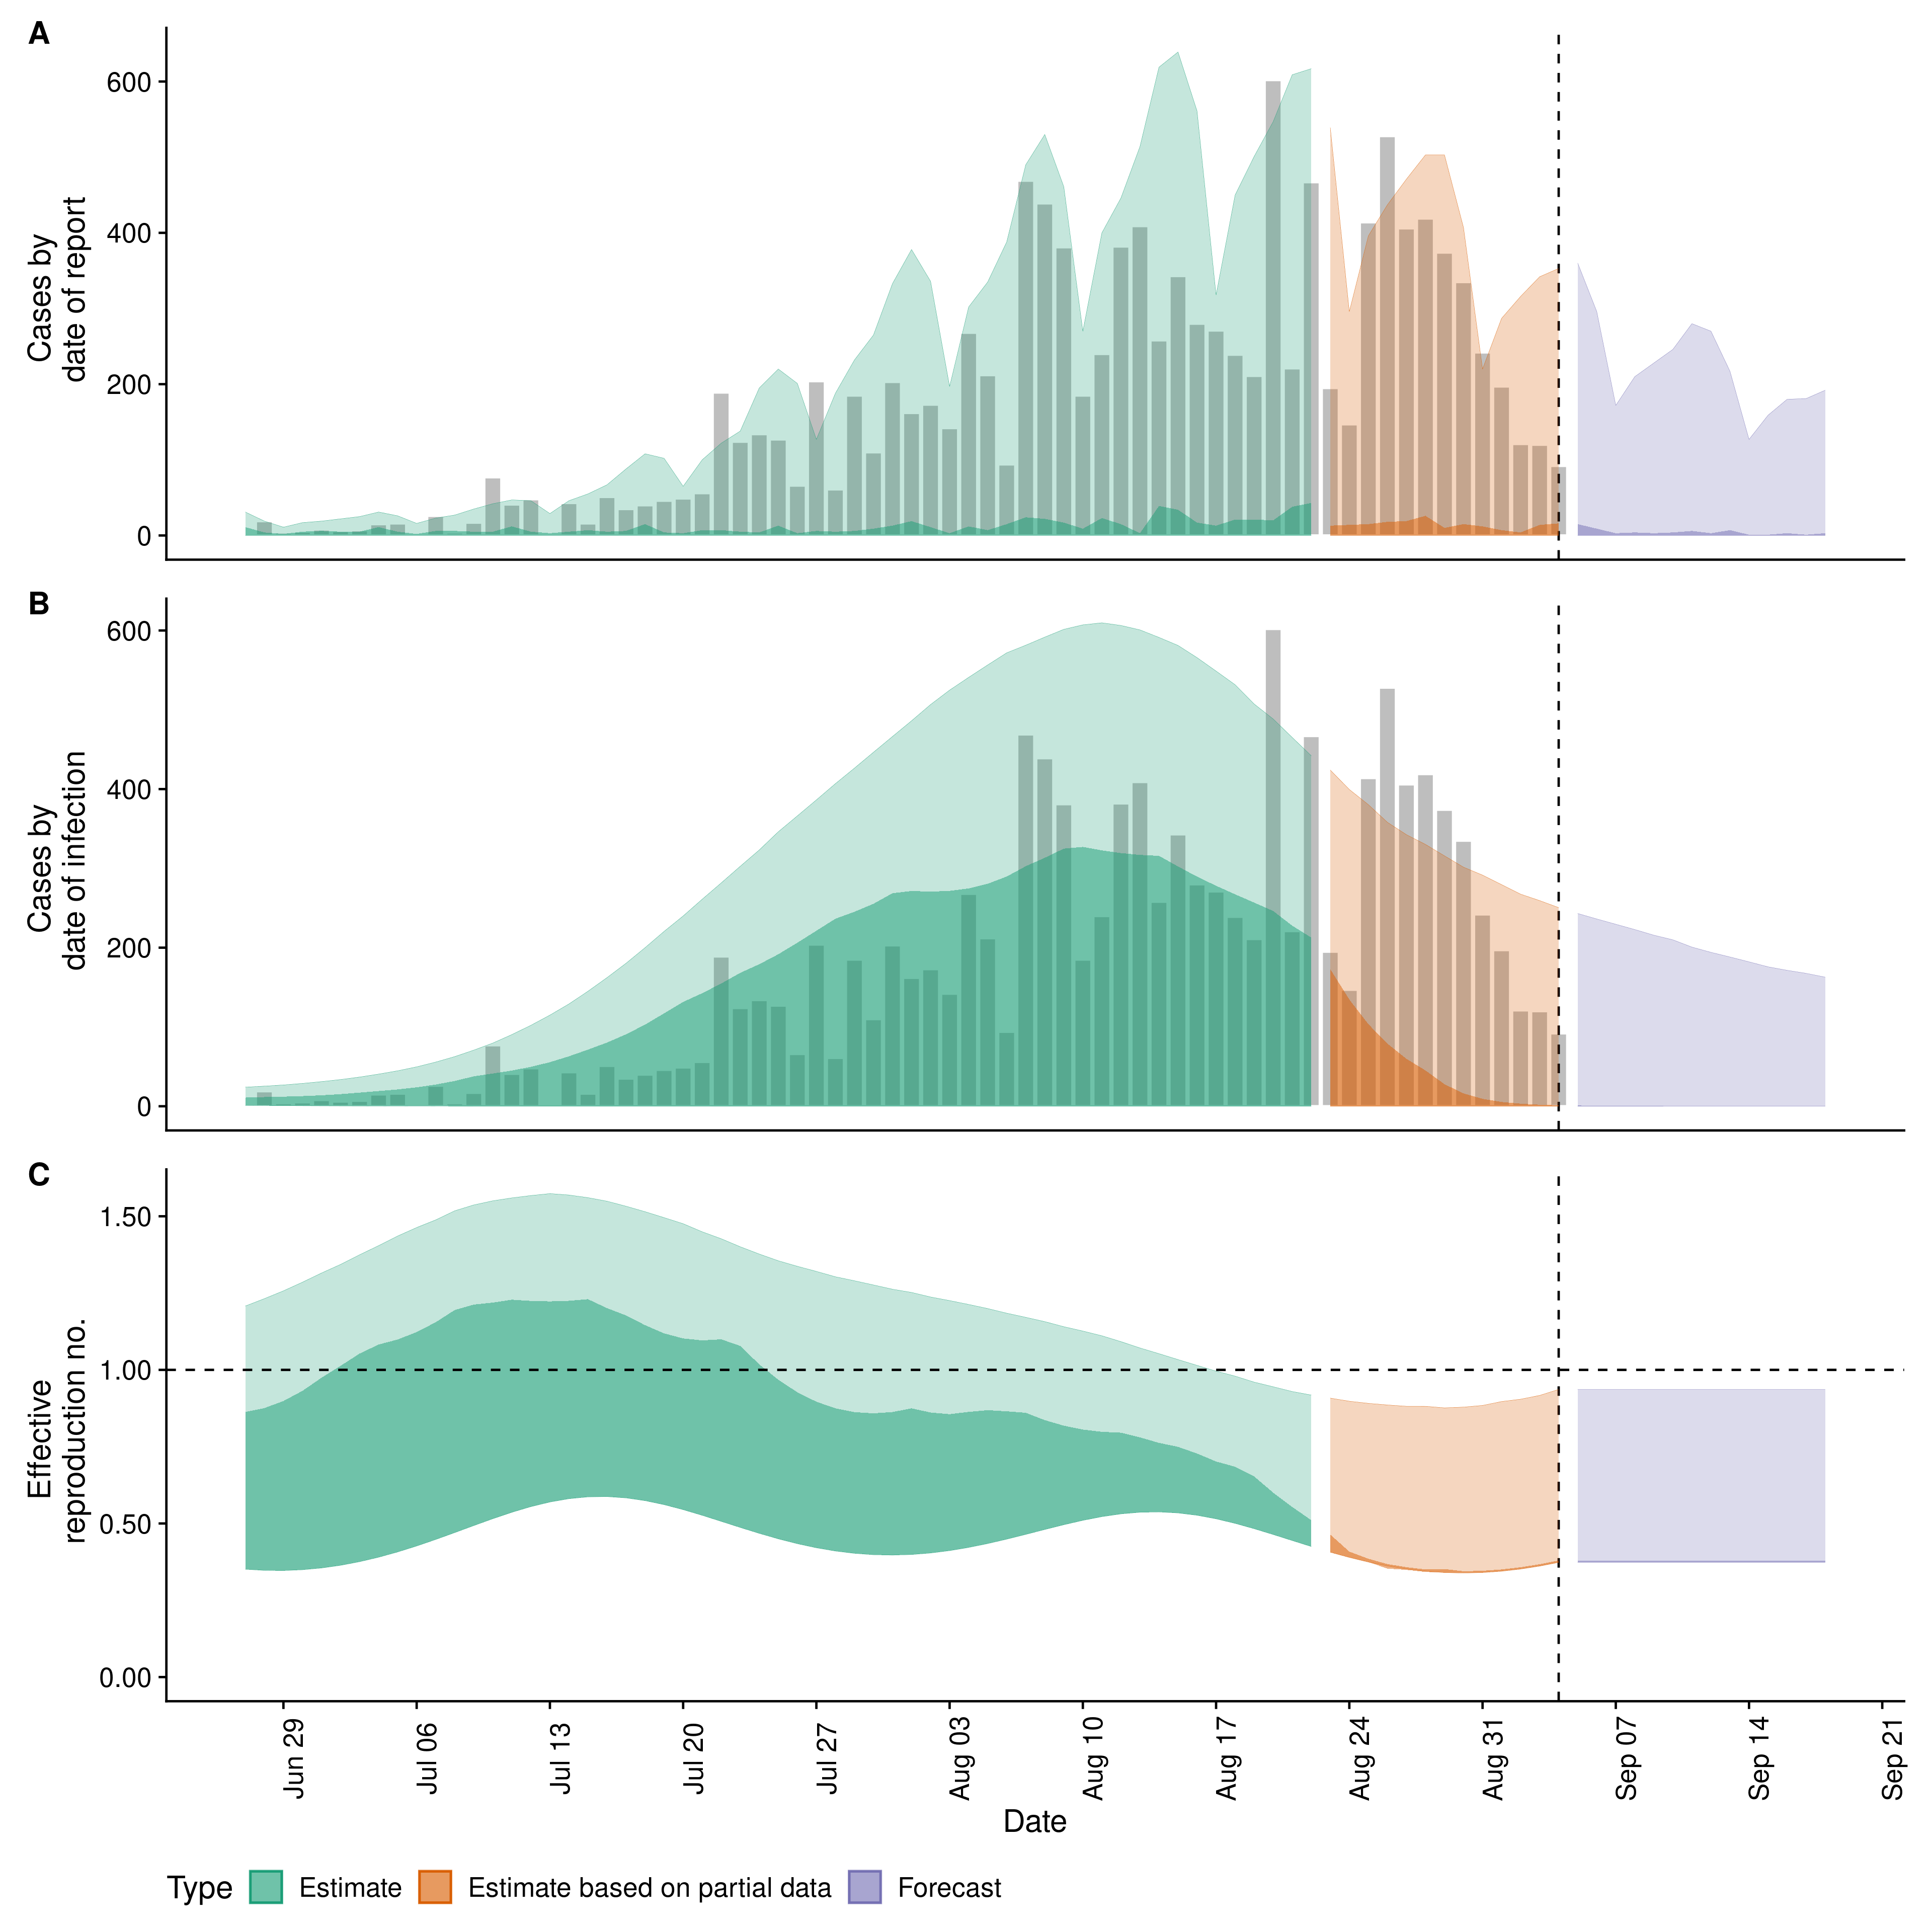 A
Cases by
date of report
600
400
200
0
B
Cases by
date of infection
600
400
200
0
C
Effective
reproduction no.
1.50
1.00
0.50
0.00
Jun 29
Jul 06
Jul 13
Jul 20
Jul 27
Aug 03
Aug 10
Aug 17
Aug 24
Aug 31
Sep 07
Sep 14
Sep 21
Date
Type Estimate Estimate based on partial data Forecast